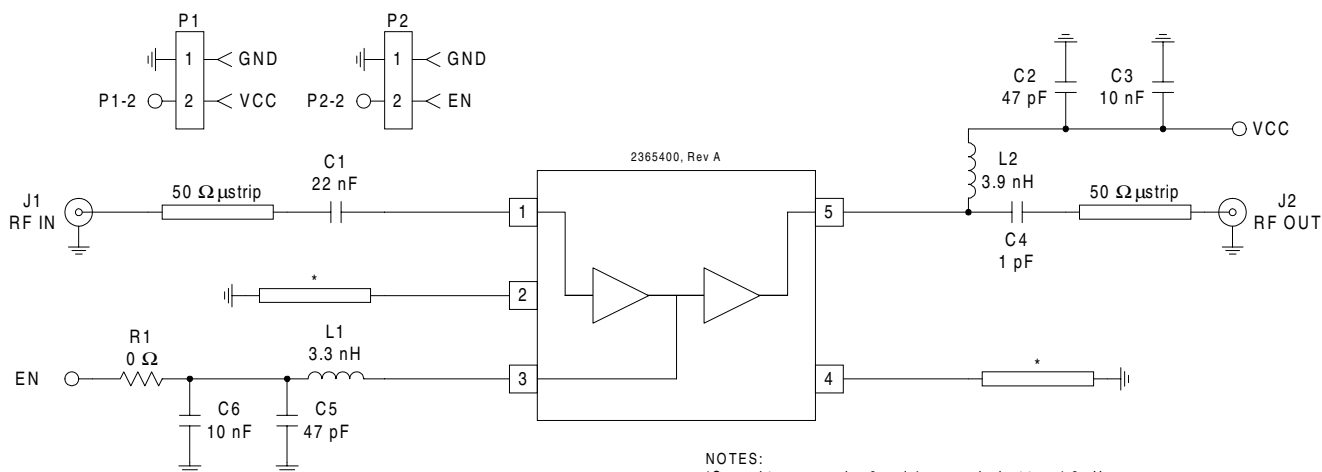 P1
1
GND
P1-2
2
VCC
P2
1
GND
P2-2
2
EN
C2
47 pF
C3
10 nF
VCC
L2
3.9 nH
2365400, Rev A
J1
RF IN
50 Ω μstrip
C1
22 nF
1
5
C4
1 pF
50 Ω μstrip
J2
RF OUT
*
2
EN
R1
0 Ω
L1
3.3 nH
3
4
*
C6
10 nF
C5
47 pF
NOTES: